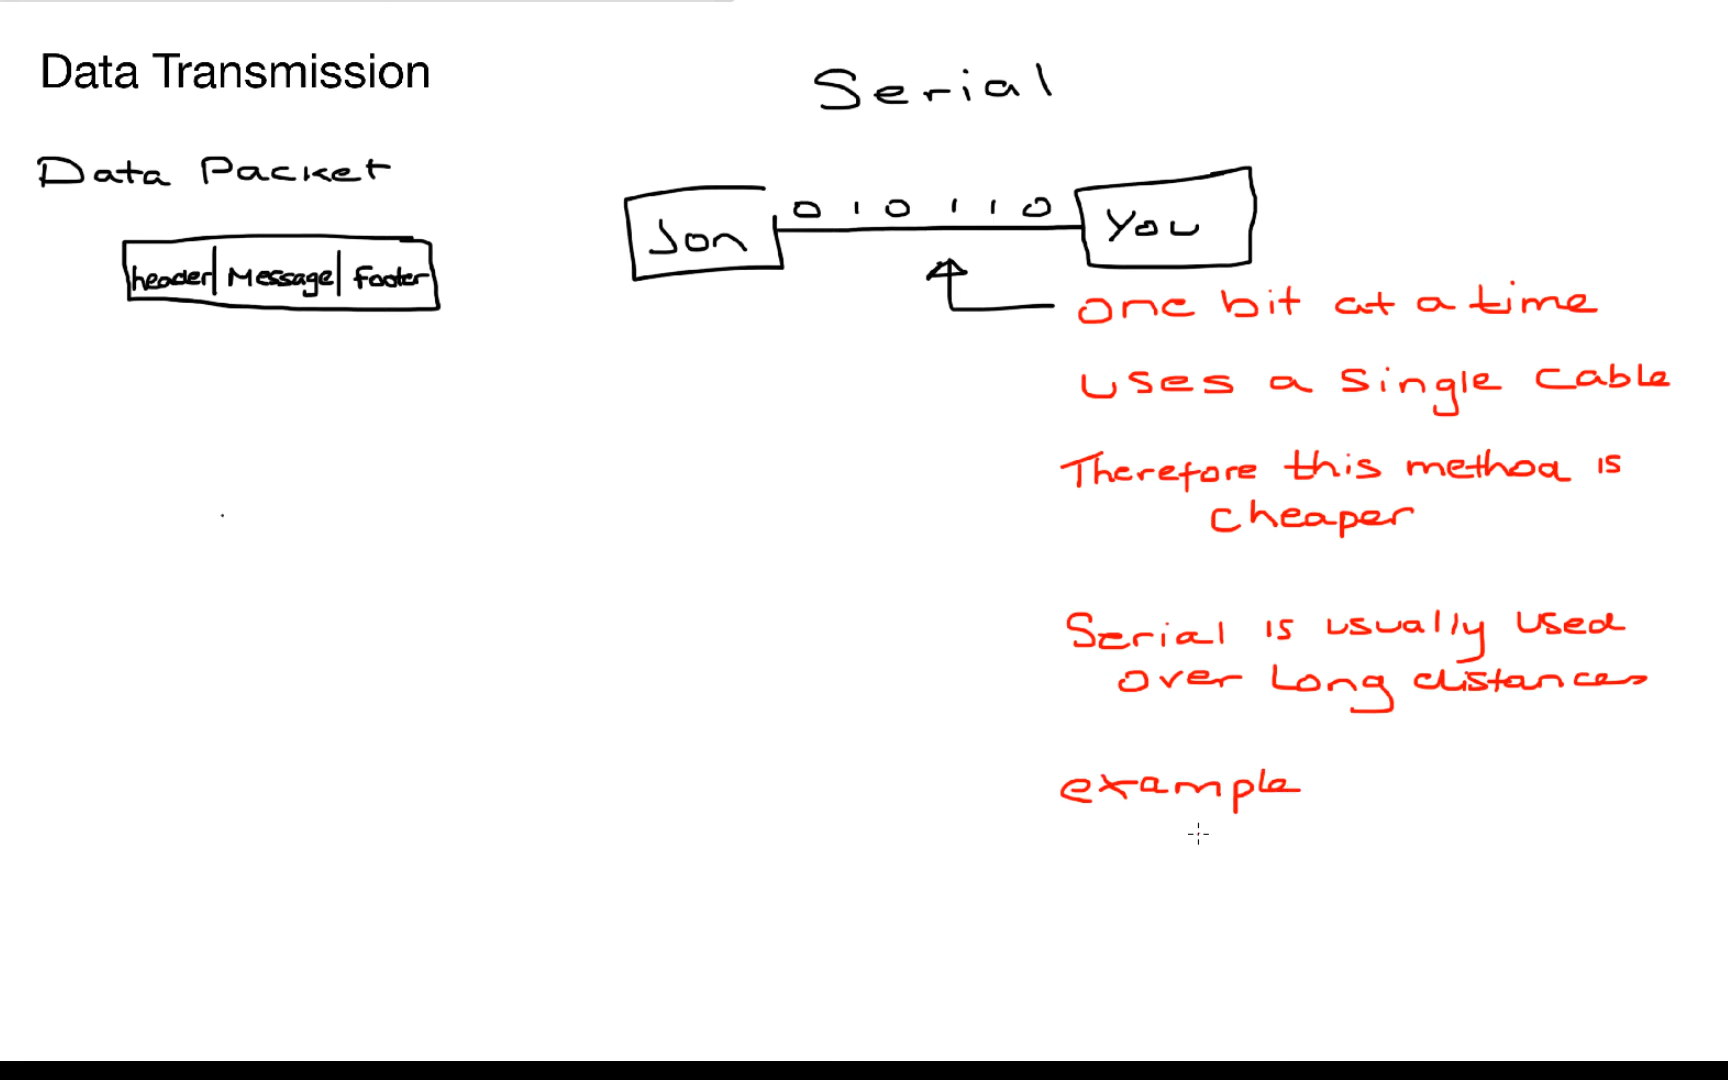 Data Transmission
Serial
Data Packet
0 1 0 1 1 0
Jon
You
header Message Footer
one bit at a time
uses a single cable
Therefore this method is
cheaper
Serial is usually used
over Long distances
example